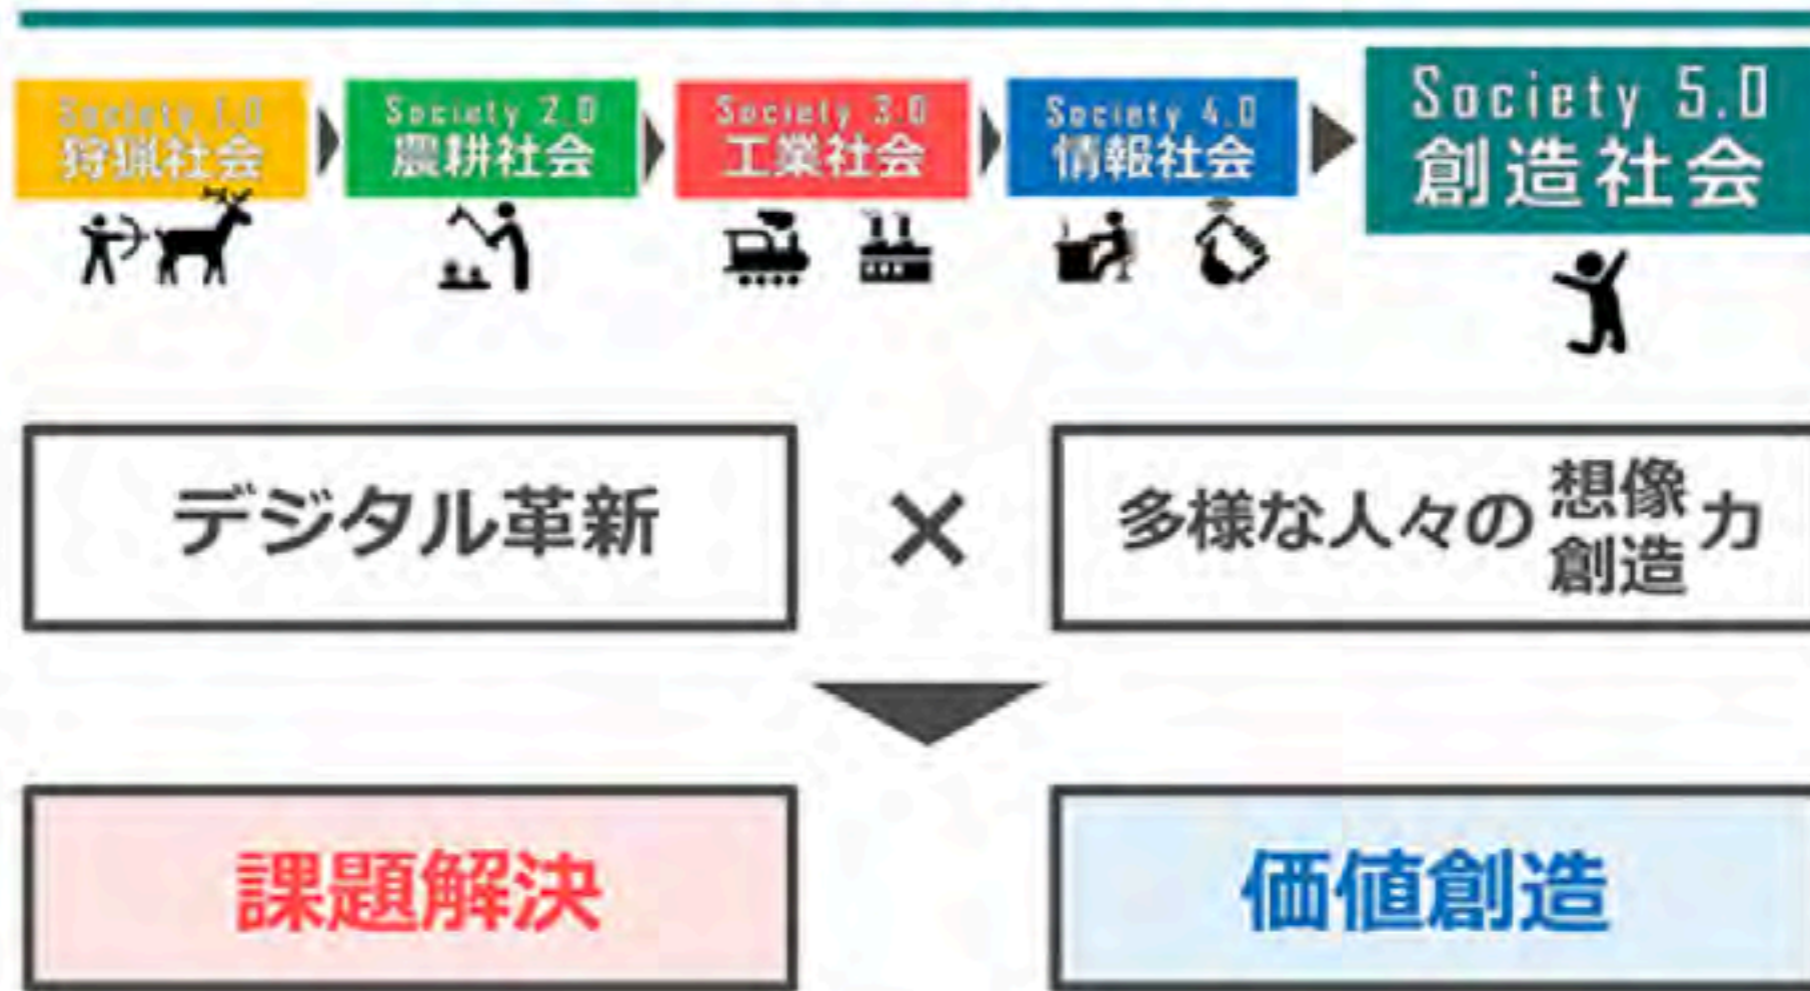 Society 1.0
狩猟社会
Society 2.0
農耕社会
Society 3.0
工業社会
Society 4.0
情報社会
Society 5.0
創造社会
デジタル革新
×
多様な人々の想像力
創造
課題解決
価値創造